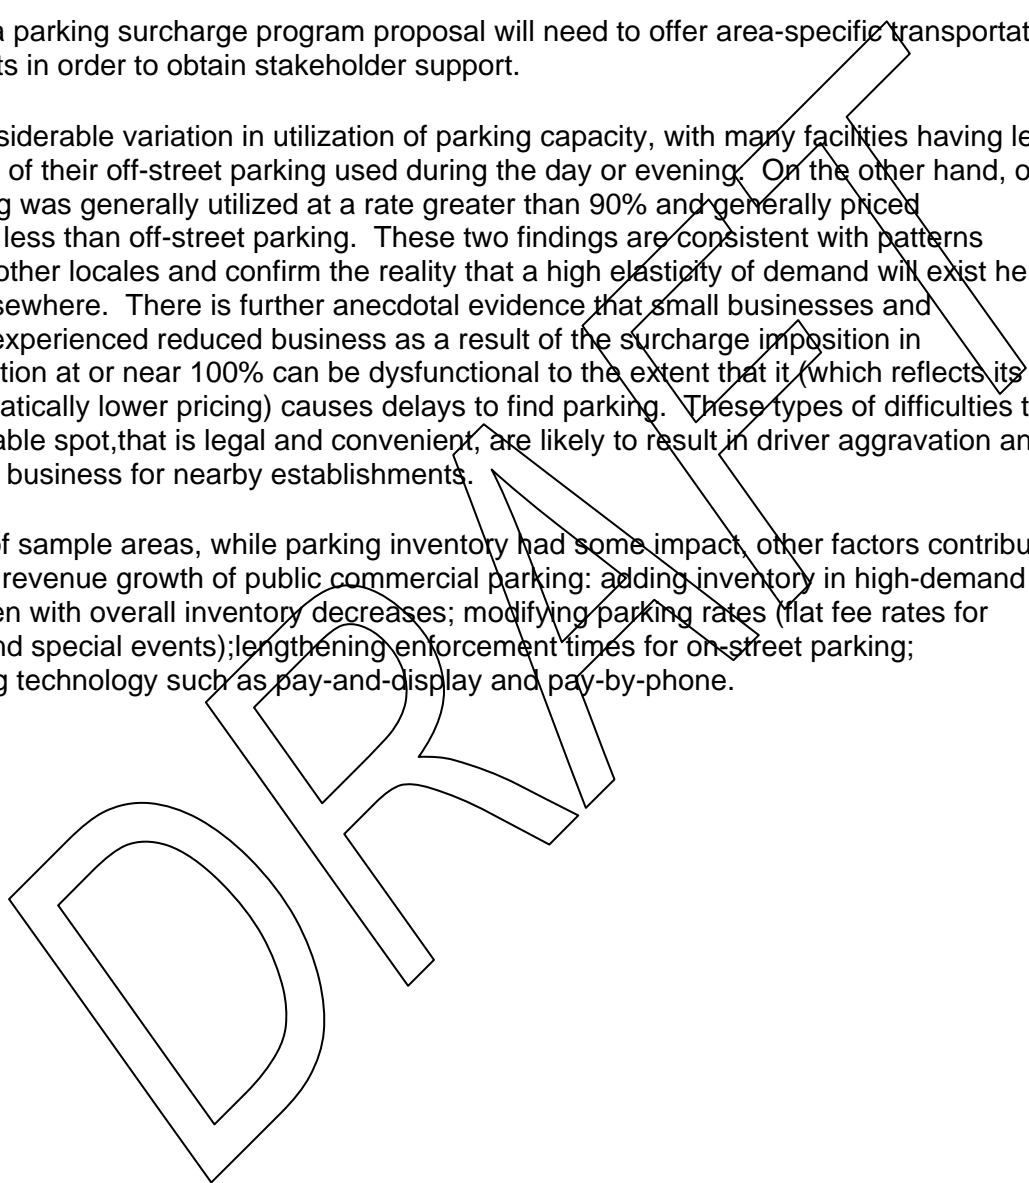 a parking surcharge program proposal will need to offer area-specific transportat
ts in order to obtain stakeholder support.
siderable variation in utilization of parking capacity, with many facilities having le
of their off-street parking used during the day or evening.  On the other hand, o
g was generally utilized at a rate greater than 90% and generally priced
less than off-street parking.  These two findings are consistent with patterns
other locales and confirm the reality that a high elasticity of demand will exist he
sewhere.  There is further anecdotal evidence that small businesses and
experienced reduced business as a result of the surcharge imposition in
tion at or near 100% can be dysfunctional to the extent that it (which reflects its
atically lower pricing) causes delays to find parking.  These types of difficulties t
able spot,that is legal and convenient, are likely to result in driver aggravation an
business for nearby establishments.
of sample areas, while parking inventory had some impact, other factors contribu
revenue growth of public commercial parking: adding inventory in high-demand
en with overall inventory decreases; modifying parking rates (flat fee rates for
nd special events);lengthening enforcement times for on-street parking;
g technology such as pay-and-display and pay-by-phone.
DRAFT